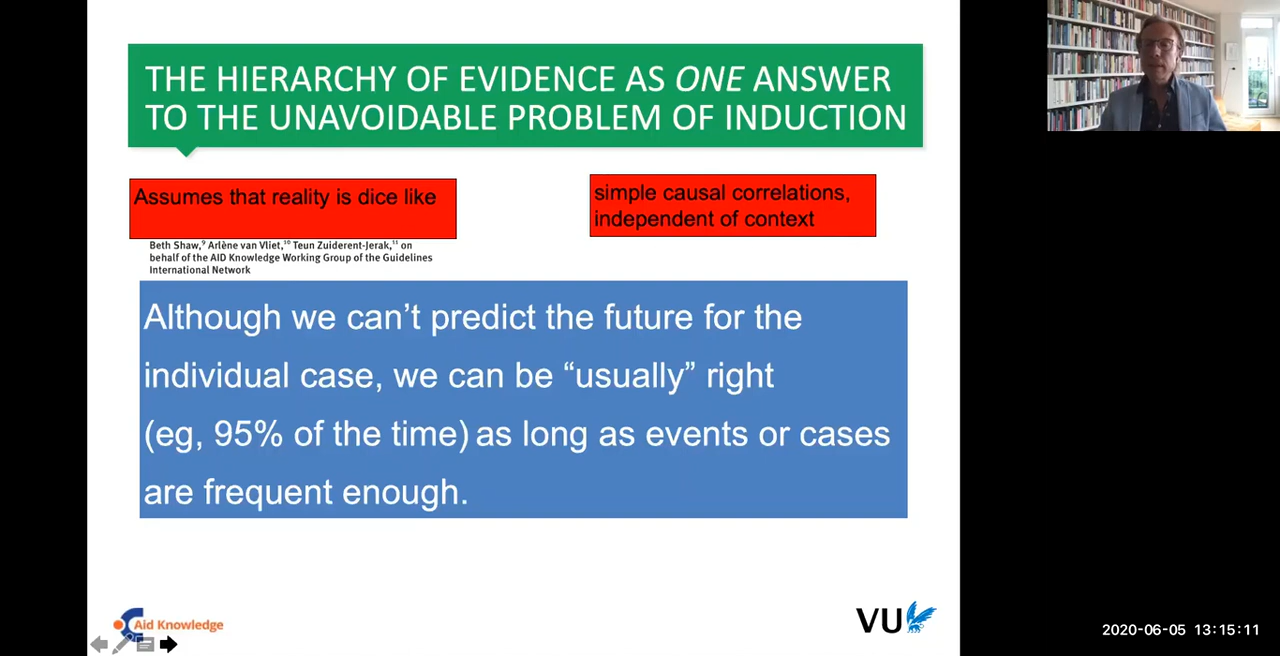 THE HIERARCHY OF EVIDENCE AS ONE ANSWER
TO THE UNAVOIDABLE PROBLEM OF INDUCTION
Assumes that reality is dice like
simple causal correlations,
independent of context
Beth Shaw,⁹ Arlène van Vliet,¹⁰ Teun Zuiderent-Jerak,¹¹ on
behalf of the AID Knowledge Working Group of the Guidelines
International Network
Although we can’t predict the future for the
individual case, we can be “usually” right
(eg, 95% of the time) as long as events or cases
are frequent enough.
Aid Knowledge
VU
2020-06-05 13:15:11